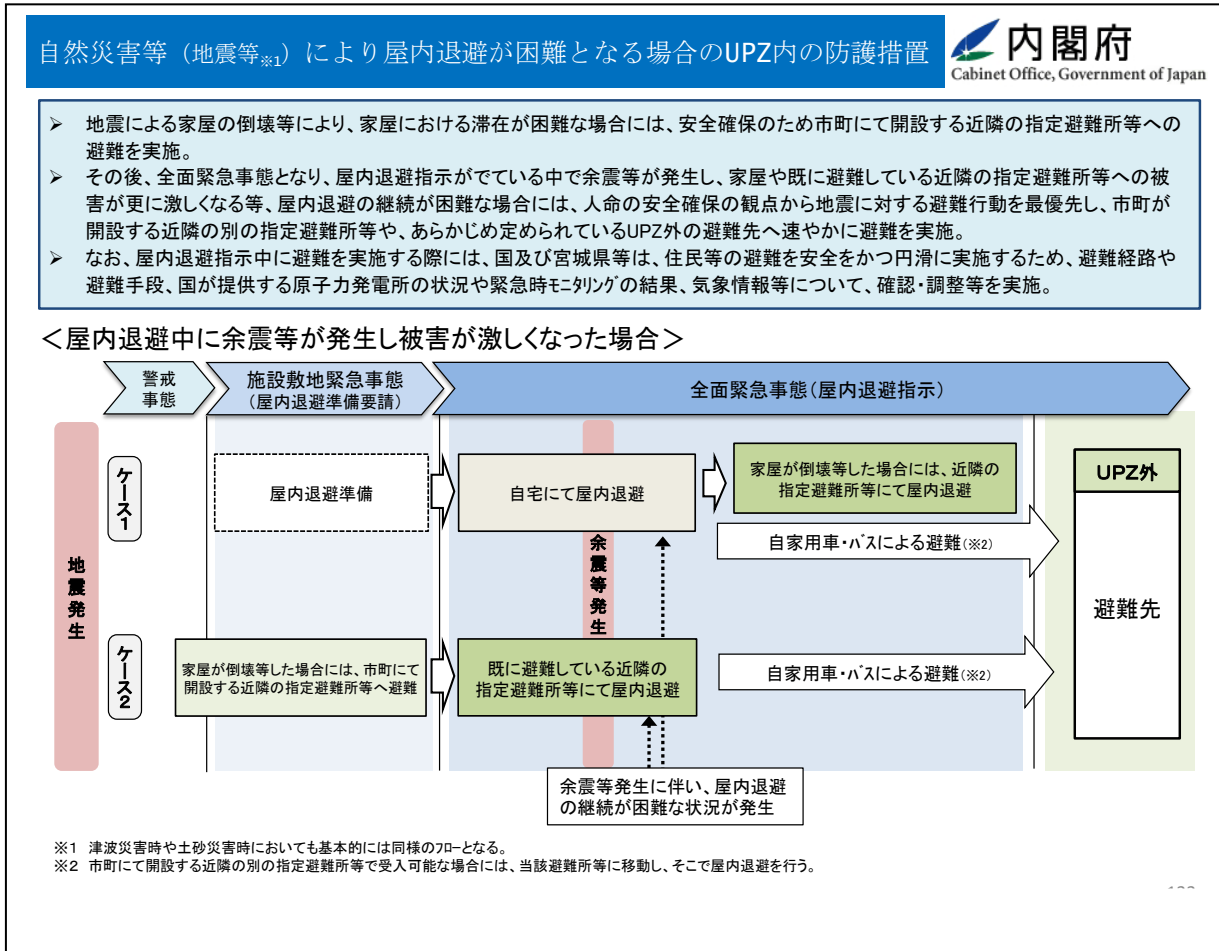 自然災害等（地震等※1）により屋内退避が困難となる場合のUPZ内の防護措置
内閣府
Cabinet Office, Government of Japan
➢ 地震による家屋の倒壊等により、家屋における滞在が困難な場合には、安全確保のため市町にて開設する近隣の指定避難所等への
避難を実施。
➢ その後、全面緊急事態となり、屋内退避指示がでている中で余震等が発生し、家屋や既に避難している近隣の指定避難所等への被
害が更に激しくなる等、屋内退避の継続が困難な場合には、人命の安全確保の観点から地震に対する避難行動を最優先し、市町が
開設する近隣の別の指定避難所等や、あらかじめ定められているUPZ外の避難先へ速やかに避難を実施。
➢ なお、屋内退避指示中に避難を実施する際には、国及び宮城県等は、住民等の避難を安全をかつ円滑に実施するため、避難経路や
避難手段、国が提供する原子力発電所の状況や緊急時ﾓﾆﾀﾘﾝｸﾞの結果、気象情報等について、確認・調整等を実施。
＜屋内退避中に余震等が発生し被害が激しくなった場合＞
警戒
事態
施設敷地緊急事態
（屋内退避準備要請）
全面緊急事態（屋内退避指示）
地震発生
ケース1
屋内退避準備
自宅にて屋内退避
家屋が倒壊等した場合には、近隣の
指定避難所等にて屋内退避
自家用車・ﾊﾞｽによる避難(※2)
UPZ外
避難先
余震等発生
ケース2
家屋が倒壊等した場合には、市町にて
開設する近隣の指定避難所等へ避難
既に避難している近隣の
指定避難所等にて屋内退避
自家用車・ﾊﾞｽによる避難(※2)
余震等発生に伴い、屋内退避
の継続が困難な状況が発生
※1 津波災害時や土砂災害時においても基本的には同様のﾌﾛｰとなる。
※2 市町にて開設する近隣の別の指定避難所等で受入可能な場合には、当該避難所等に移動し、そこで屋内退避を行う。